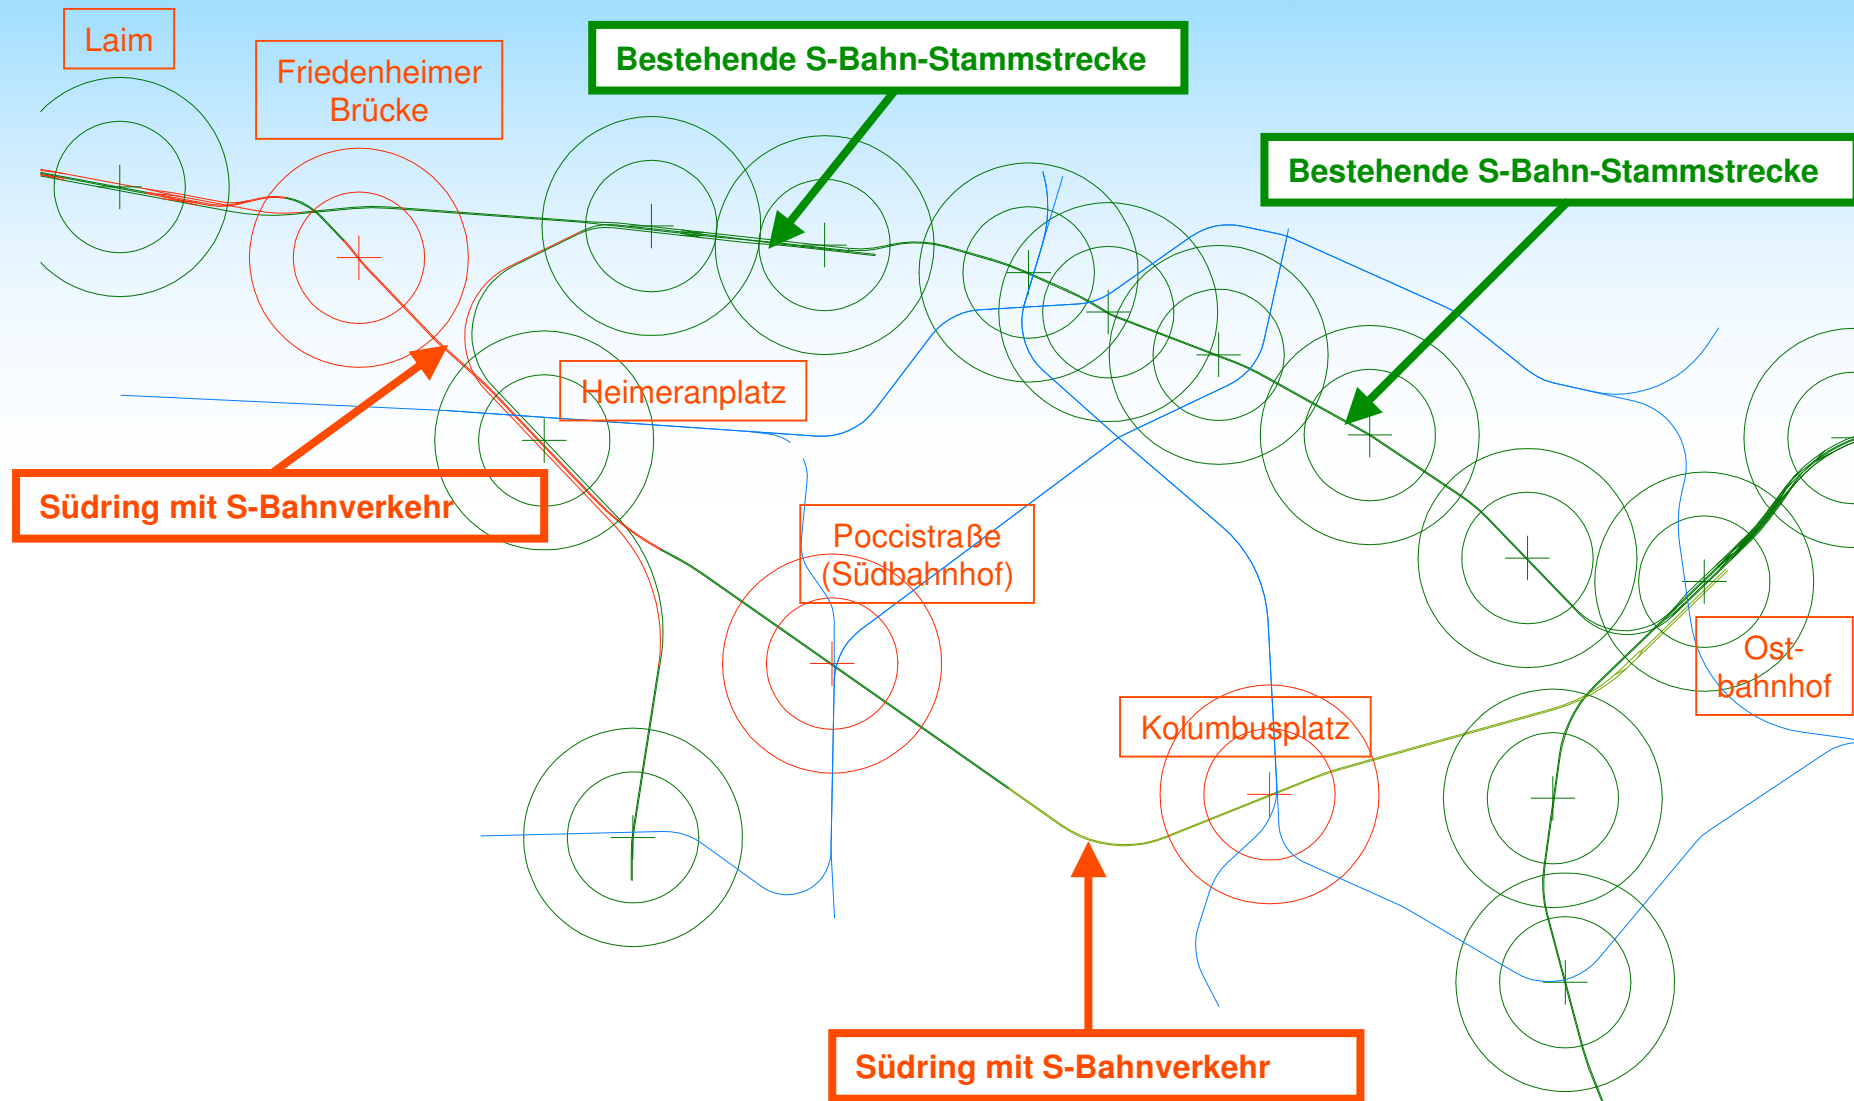 Laim
Friedenheimer
Brücke
Bestehende S-Bahn-Stammstrecke
Bestehende S-Bahn-Stammstrecke
Heimeranplatz
Südring mit S-Bahnverkehr
Poccistraße
(Südbahnhof)
Ost-
bahnhof
Kolumbusplatz
Südring mit S-Bahnverkehr